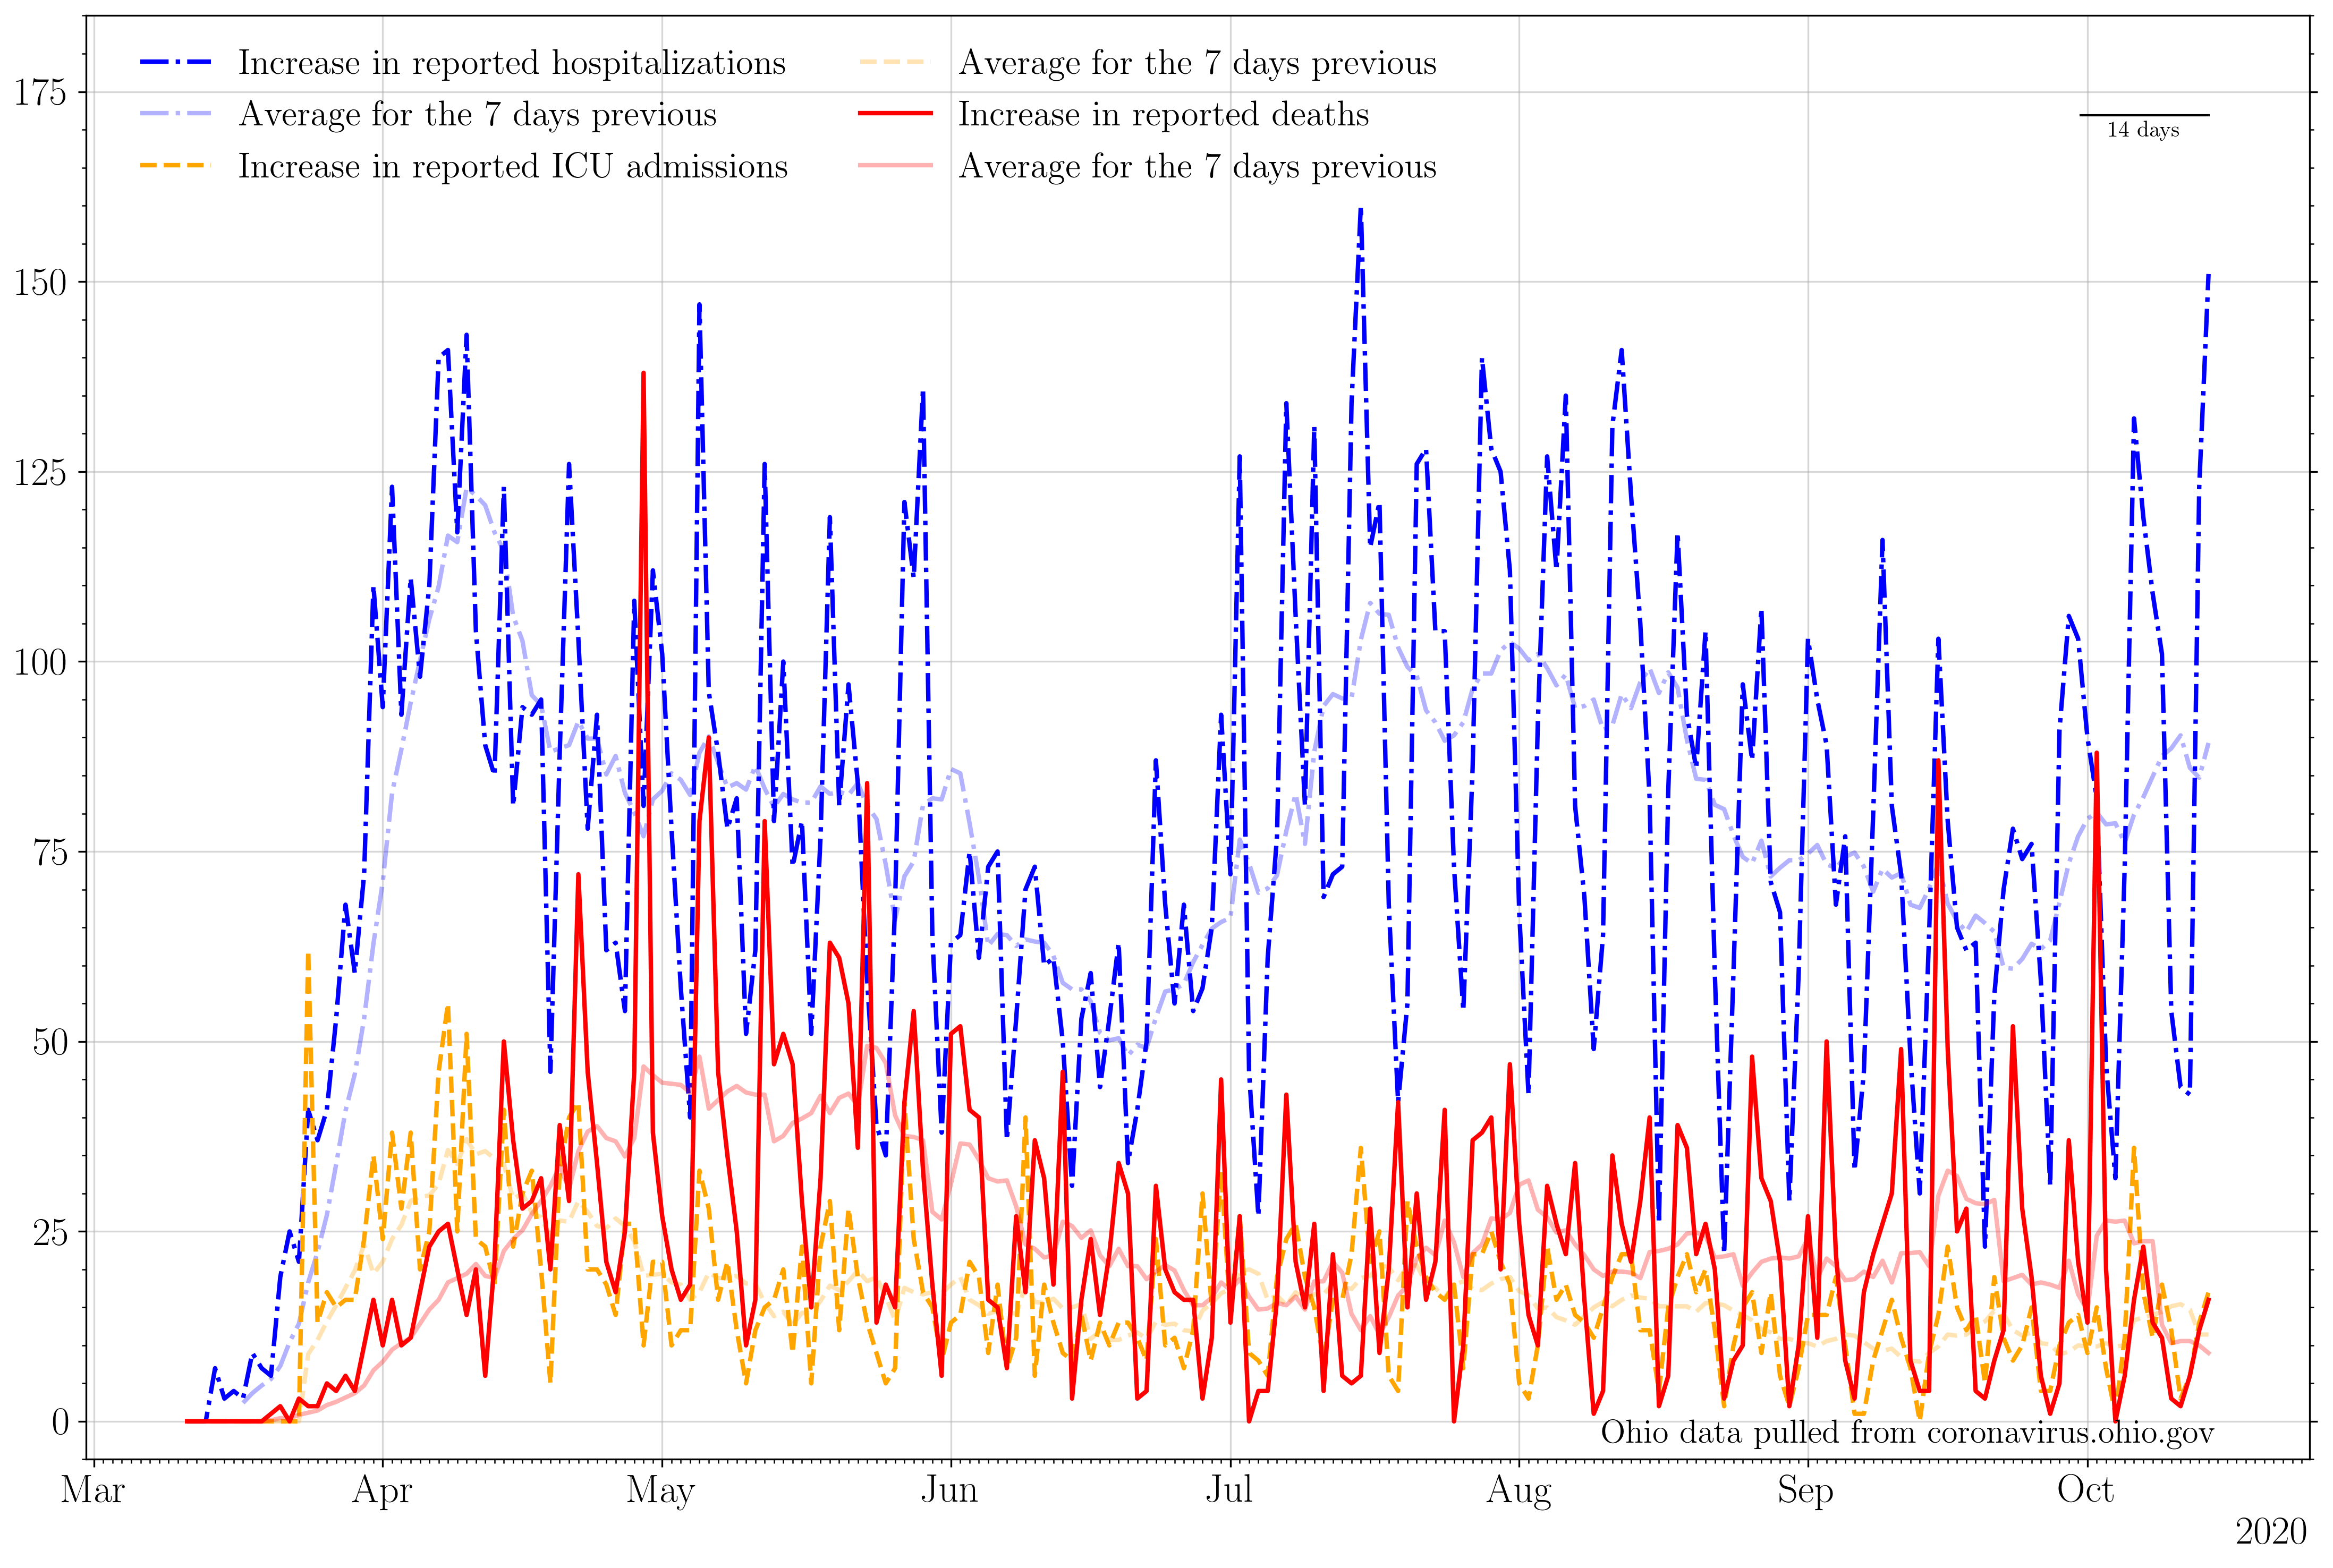 Increase in reported hospitalizations
Average for the 7 days previous
Increase in reported ICU admissions
Average for the 7 days previous
Increase in reported deaths
Average for the 7 days previous
14 days
175
150
125
100
75
50
25
0
Ohio data pulled from coronavirus.ohio.gov
Mar Apr May Jun Jul Aug Sep Oct
2020